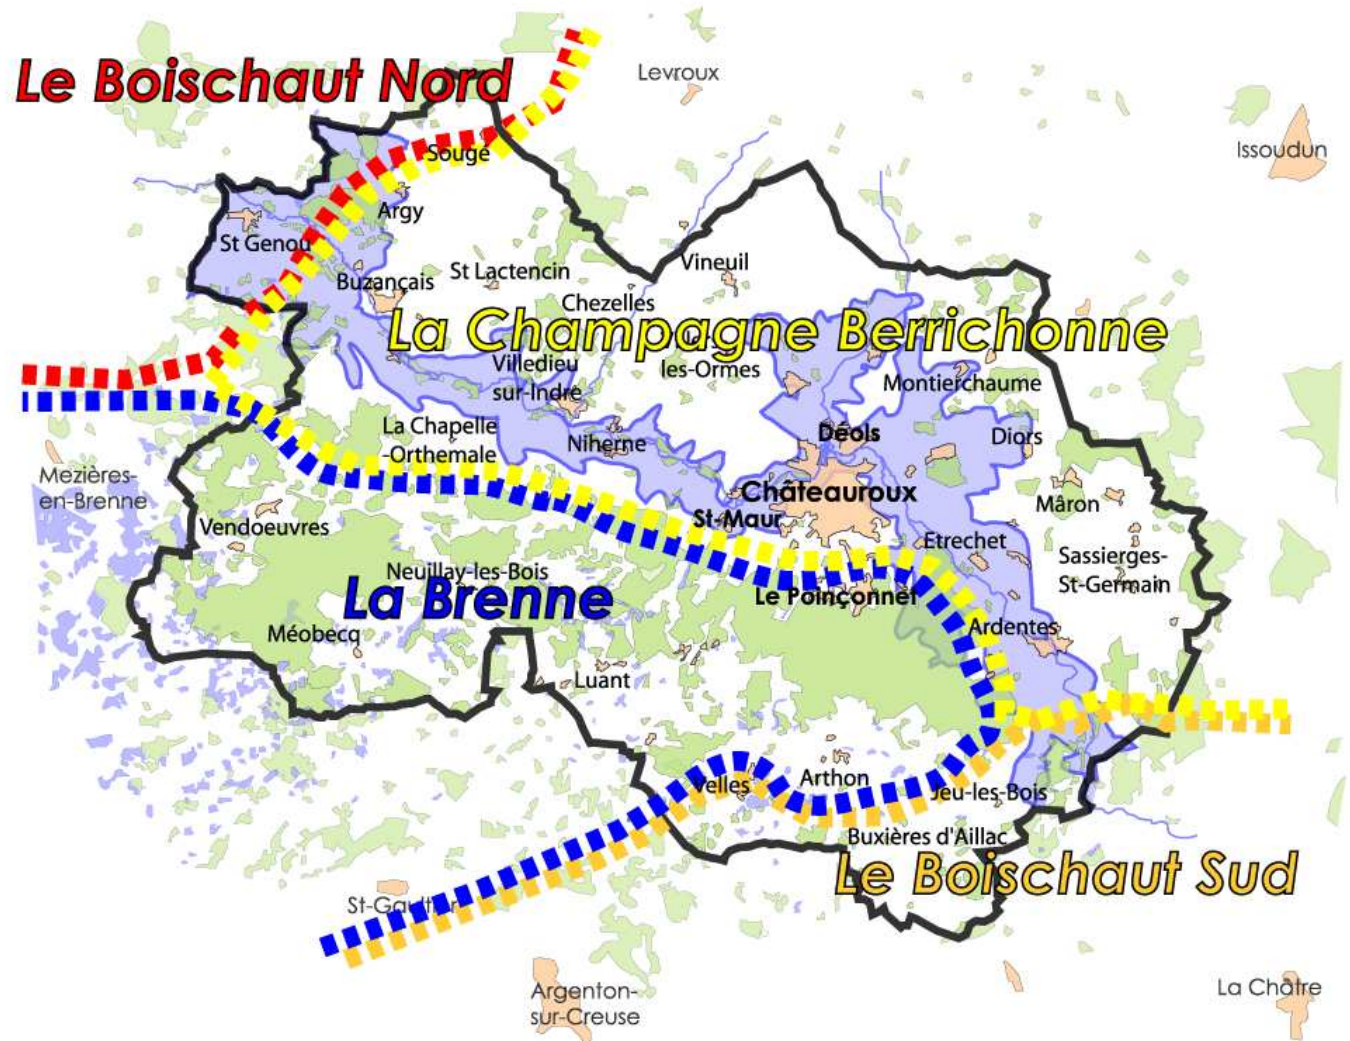 Le Boischaut Nord
Levroux
Issoudun
Sougé
Argy
St Genou
Buzançais
St Lactencin
Vineuil
Chezelles
La Champagne Berrichonne
Villedieu
sur-Indre
les-Ormes
Montierchaume
La Chapelle
-Orthemale
Niherne
Déols
Diors
Mezières-
en-Brenne
Châteauroux
St-Maur
Mâron
Vendoeuvres
Etrechet
Sassierges-
St-Germain
Neuillay-les-Bois
La Brenne
Le Poinçonnet
Méobecq
Ardentes
Luant
Velles
Arthon
Jeu-les-Bois
Buxières d'Aillac
Le Boischaut Sud
St-Gaultier
Argenton-
sur-Creuse
La Châtre